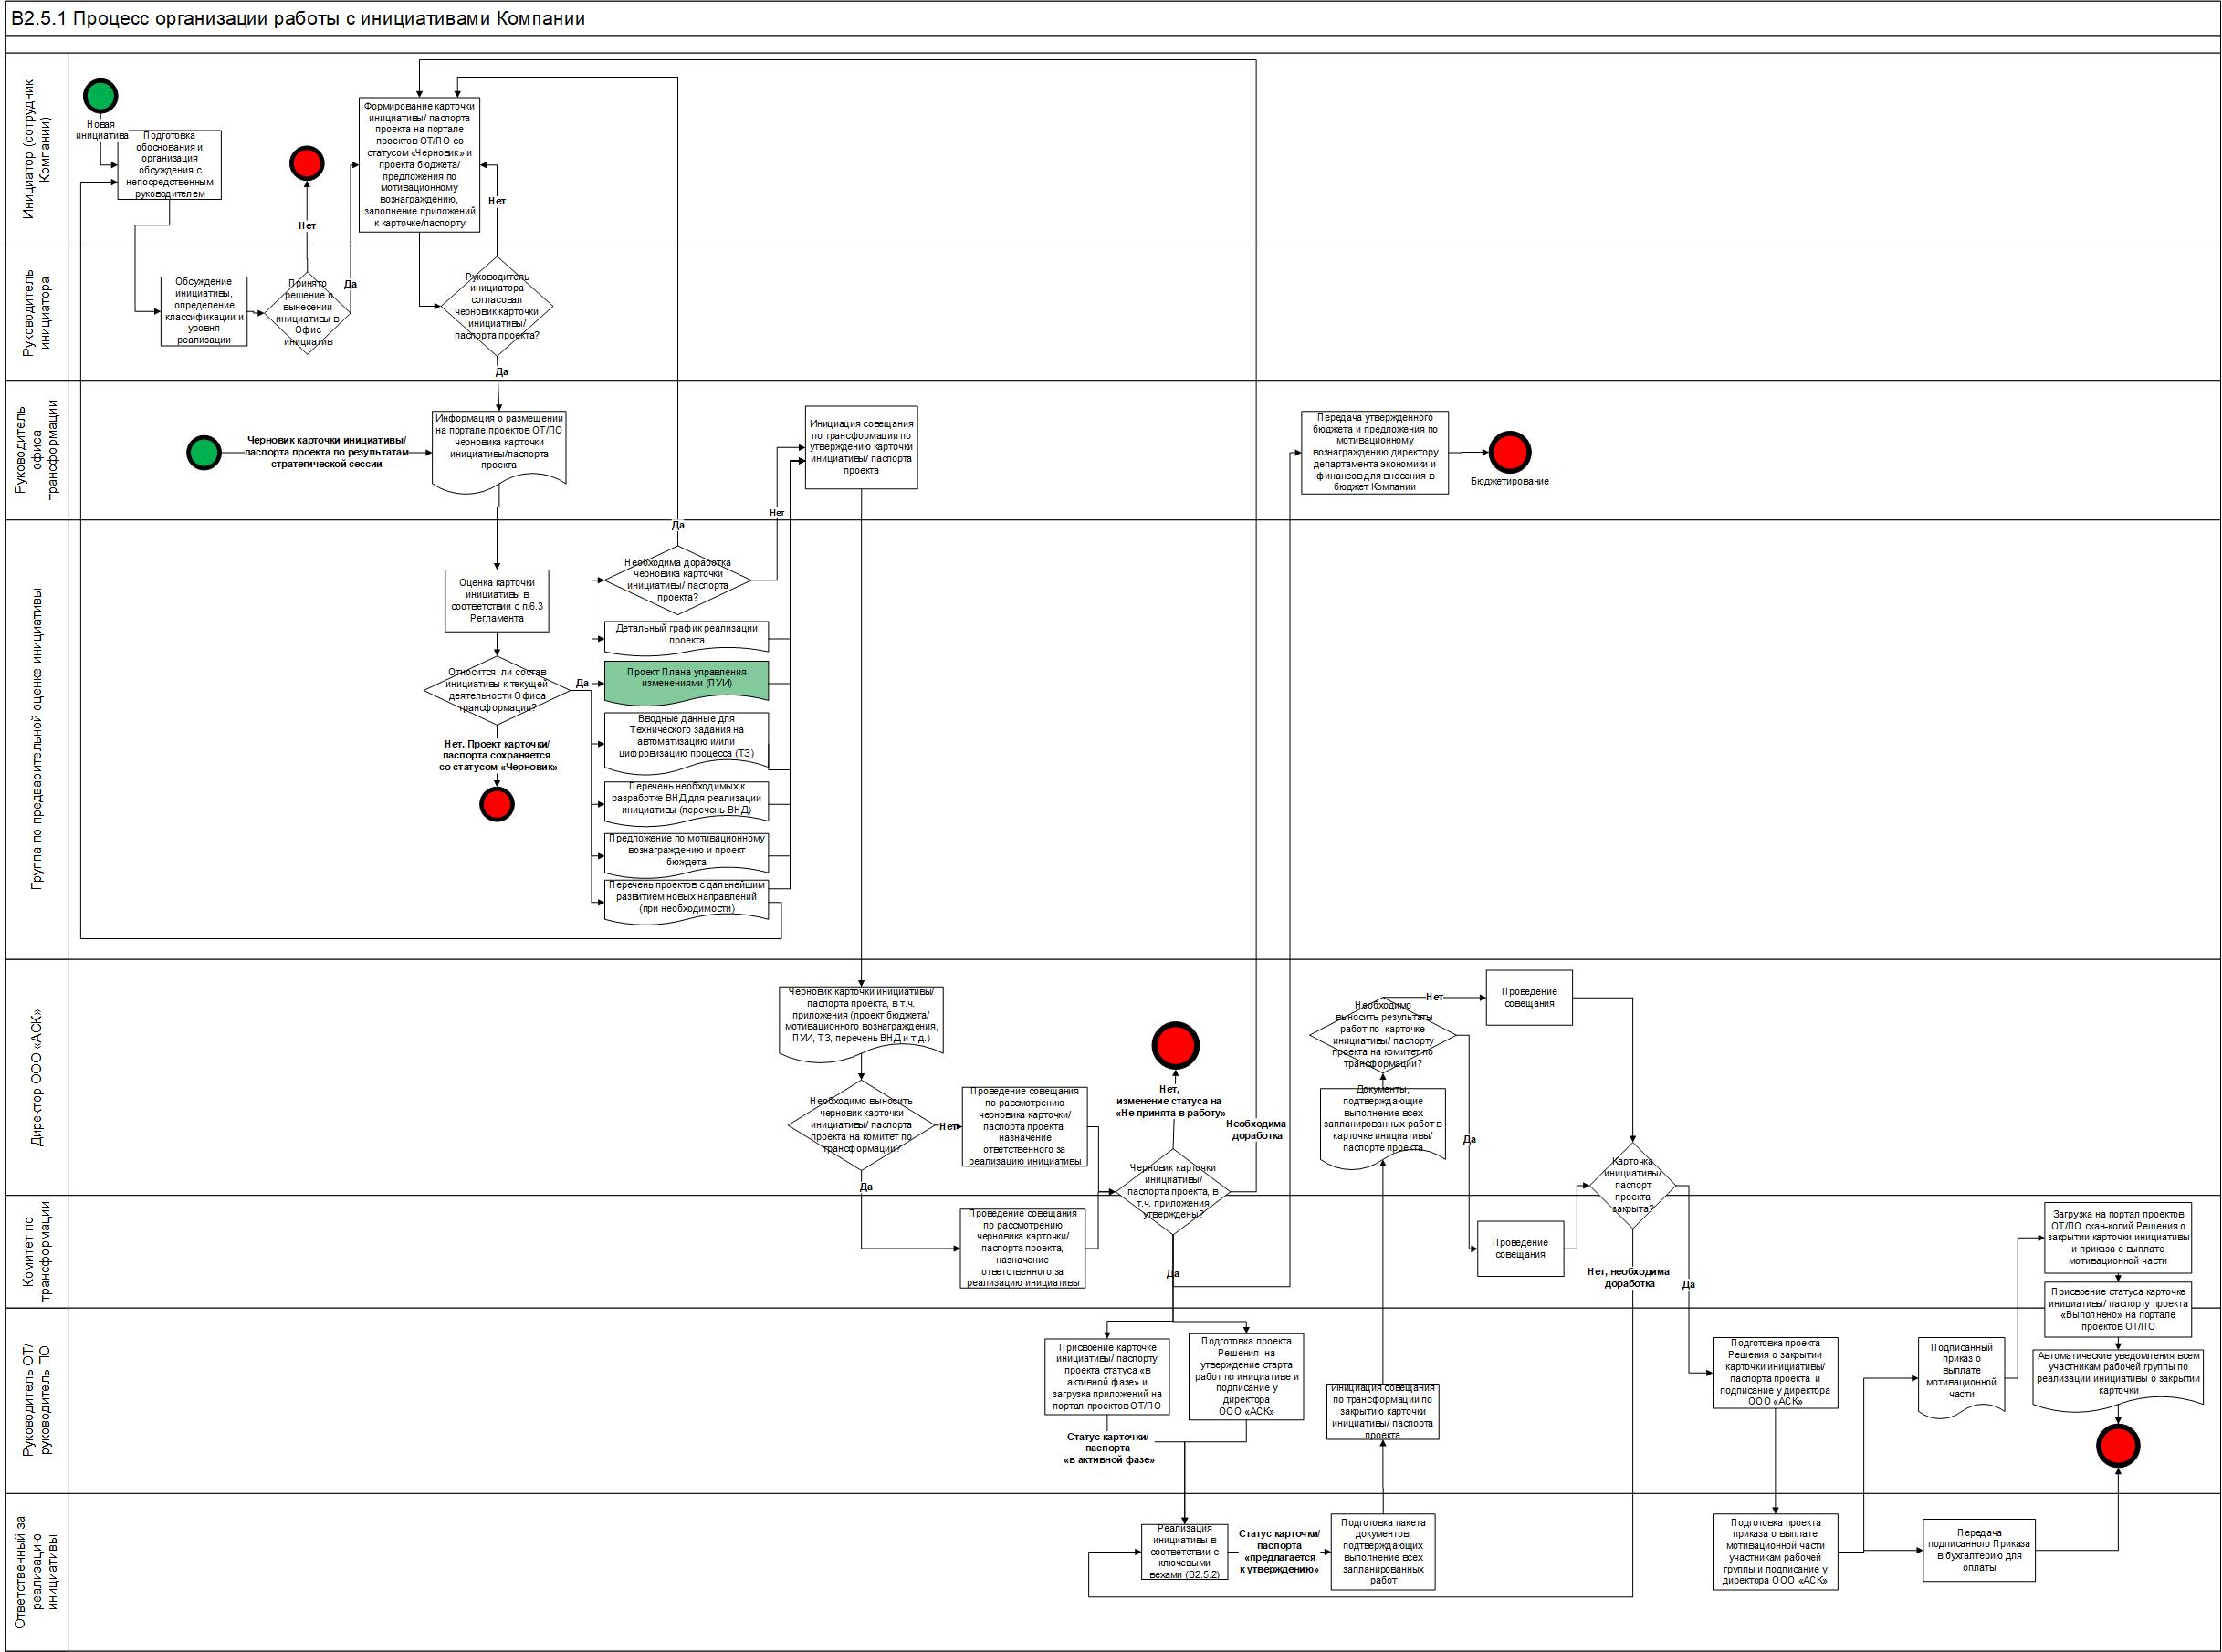 B2.5.1 Процесс организации работы с инициативами Компании
Инициатор (сотрудник
Компании)
Новая
инициатива
Подготовка
обоснования и
организация
обсуждения с
непосредственным
руководителем
Нет
Формирование карточки
инициативы/ паспорта
проекта на портале
проектов ОТ/ПО со
статусом «Черновик» и
проекта бюджета/
предложения по
мотивационному
вознаграждению,
заполнение приложений
к карточке/паспорту
Нет
Руководитель
инициатора
Обсуждение
инициативы,
определение
классификации и
уровня
реализации
Принято
решение о
вынесении
инициативы в
Офис
инициатив
Да
Руководитель
инициатора
согласовал
черновик карточки
инициативы/
паспорта проекта?
Да
Руководитель
офиса
трансформации
Черновик карточки инициативы/
паспорта проекта по результатам
стратегической сессии
Информация о размещении
на портале проектов ОТ/ПО
черновика карточки
инициативы/паспорта
проекта
Инициация совещания
по трансформации по
утверждению карточки
инициативы/ паспорта
проекта
Нет
Передача утвержденного
бюджета и предложения по
мотивационному
вознаграждению директору
департамента экономики и
финансов для внесения в
бюджет Компании
Бюджетирование
Группа по предварительной оценке инициативы
Да
Необходима доработка
черновика карточки
инициативы/ паспорта
проекта?
Оценка карточки
инициативы в
соответствии с п.6.3
Регламента
Относится ли состав
инициативы к текущей
деятельности Офиса
трансформации?
Да
Нет. Проект карточки/
паспорта сохраняется
со статусом «Черновик»
Детальный график реализации
проекта
Проект Плана управления
изменениями (ПУИ)
Вводные данные для
Технического задания на
автоматизацию и/или
цифровизацию процесса (ТЗ)
Перечень необходимых к
разработке ВНД для реализации
инициативы (перечень ВНД)
Предложение по мотивационному
вознаграждению и проект
бюждета
Перечень проектов с дальнейшим
развитием новых направлений
(при необходимости)
Директор ООО «АСК»
Черновик карточки инициативы/
паспорта проекта, в т.ч.
приложения (проект бюджета/
мотивационного вознаграждения,
ПУИ, ТЗ, перечень ВНД и т.д.)
Необходимо выносить
черновик карточки
инициативы/ паспорта
проекта на комитет по
трансформации?
Нет
Да
Проведение совещания
по рассмотрению
черновика карточки/
паспорта проекта,
назначение
ответственного за
реализацию инициативы
Нет,
изменение статуса на
«Не принята в работу»
Необходима
доработка
Черновик карточки
инициативы/
паспорта проекта, в
т.ч. приложения
утверждены?
Необходимо
выносить результаты
работ по карточке
инициативы/ паспорту
проекта на комитет по
трансформации?
Нет
Да
Документы,
подтверждающие
выполнение всех
запланированных работ в
карточке инициативы/
паспорте проекта
Проведение
совещания
Карточка
инициативы/
паспорт
проекта
закрыта?
Комитет по
трансформации
Проведение совещания
по рассмотрению
черновика карточки/
паспорта проекта,
назначение
ответственного за
реализацию инициативы
Да
Проведение
совещания
Нет, необходима
доработка
Да
Загрузка на портал проектов
ОТ/ПО скан-копий Решения о
закрытии карточки инициативы
и приказа о выплате
мотивационной части
Присвоение статуса карточке
инициативы/ паспорту проекта
«Выполнено» на портале
проектов ОТ/ПО
Руководитель ОТ/
руководитель ПО
Присвоение карточке
инициативы/ паспорту
проекта статуса «в
активной фазе» и
загрузка приложений на
портал проектов ОТ/ПО
Статус карточки/
паспорта
«в активной фазе»
Подготовка проекта
Решения на
утверждение старта
работ по инициативе и
подписание у
директора
ООО «АСК»
Инициация совещания
по трансформации по
закрытию карточки
инициативы/ паспорта
проекта
Подготовка проекта
Решения о закрытии
карточки инициативы/
паспорта проекта и
подписание у директора
ООО «АСК»
Подписанный
приказ о
выплате
мотивационной
части
Автоматические уведомления всем
участникам рабочей группы по
реализации инициативы о закрытии
карточки
Ответственный за
реализацию
инициативы
Реализация
инициативы в
соответствии с
ключевыми
вехами (B2.5.2)
Статус карточки/
паспорта
«предлагается
к утверждению»
Подготовка пакета
документов,
подтверждающих
выполнение всех
запланированных
работ
Подготовка проекта
приказа о выплате
мотивационной части
участникам рабочей
группы и подписание у
директора ООО «АСК»
Передача
подписанного Приказа
в бухгалтерию для
оплаты